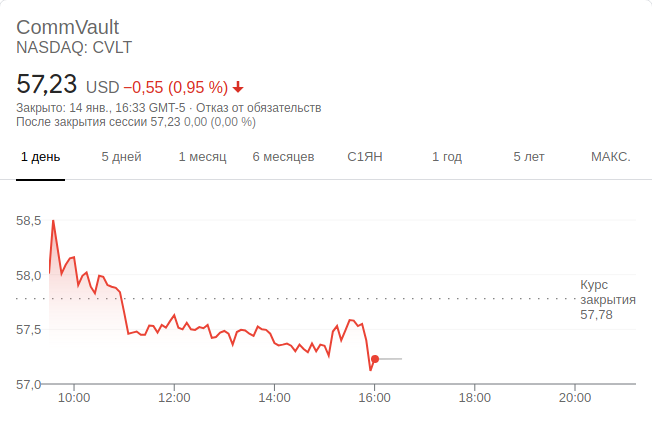 CommVault
NASDAQ: CVLT
57,23 USD −0,55 (0,95 %)
Закрыто: 14 янв., 16:33 GMT-5 · Отказ от обязательств
После закрытия сессии 57,23 0,00 (0,00 %)
1 день 5 дней 1 месяц 6 месяцев С1ЯН 1 год 5 лет МАКС.
58,5
58,0
Курс
закрытия
57,78
57,5
57,0
10:00 12:00 14:00 16:00 18:00 20:00